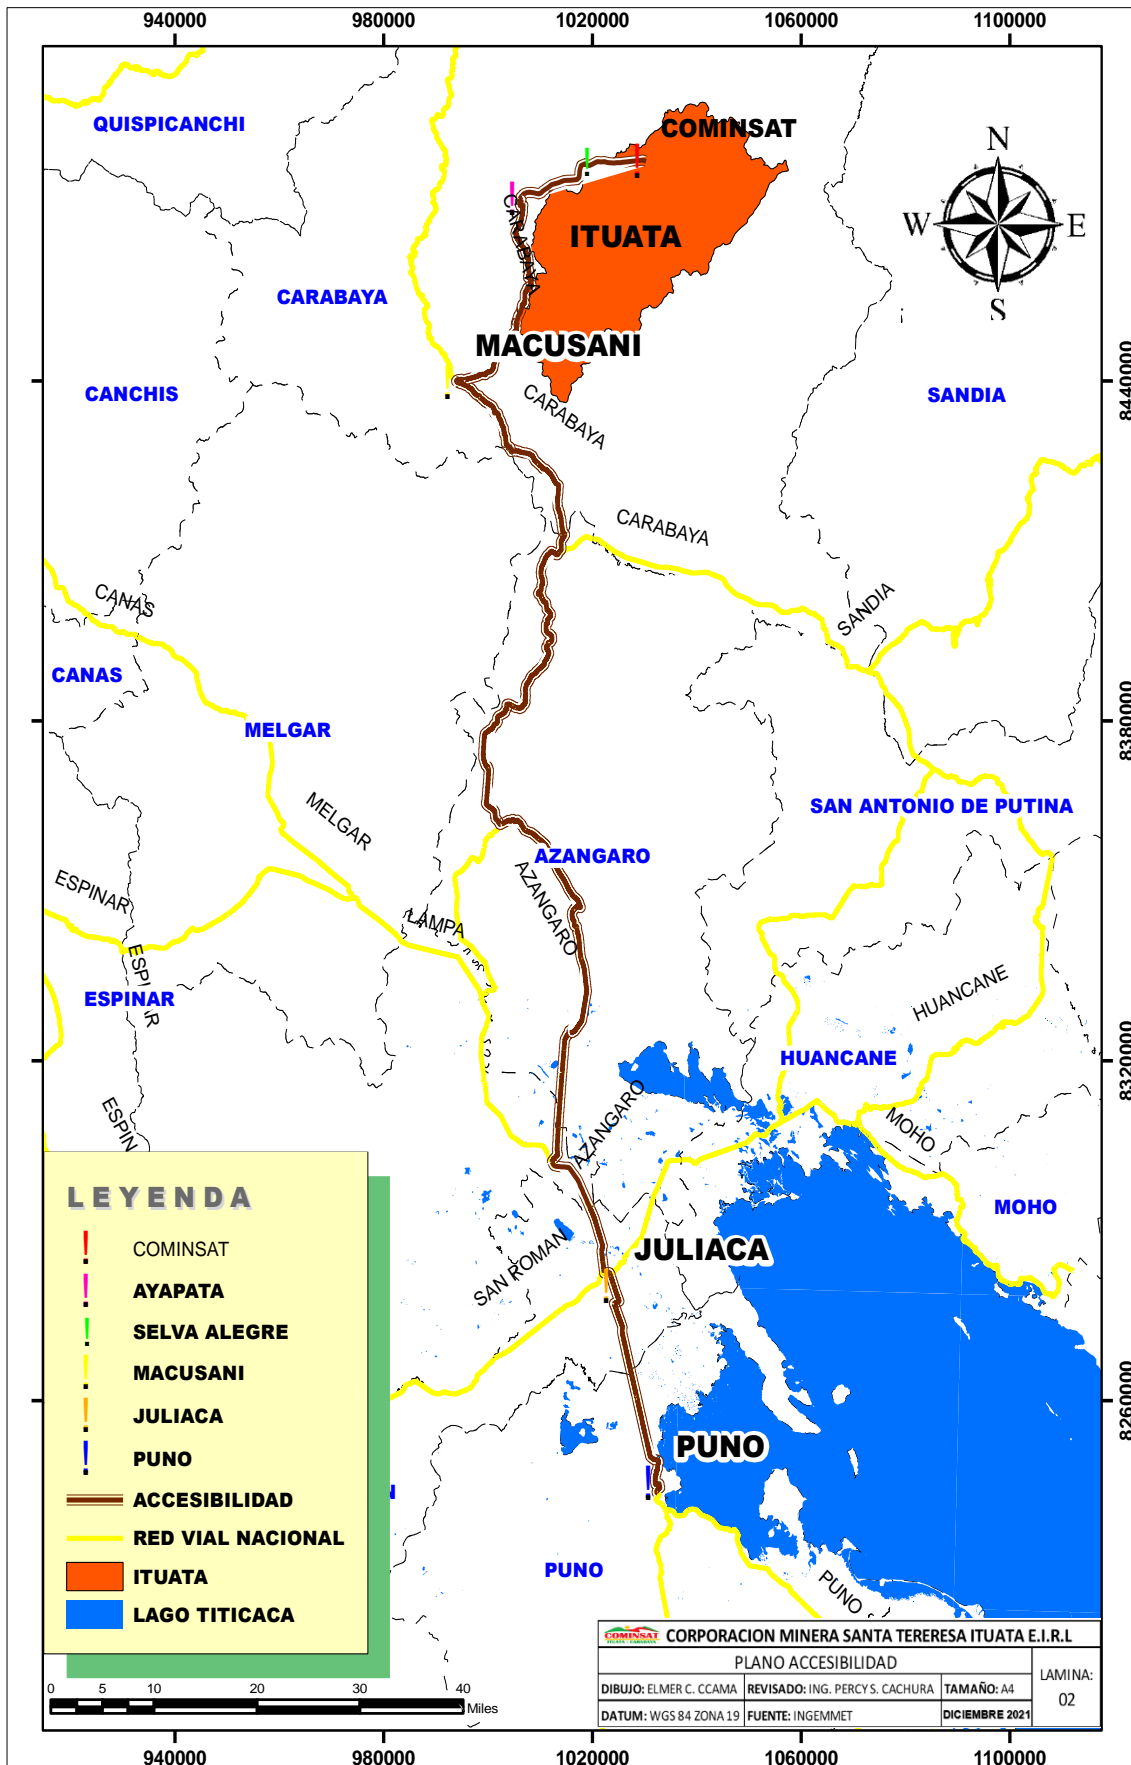 940000 980000 1020000 1060000 1100000
QUISPICANCHI
COMINSAT
N
W E
S
CARABAYA
ITUATA
CARABAYA
MACUSANI
CANCHIS
SANDIA
8440000
CARABAYA
CARABAYA
CANAS
SANDIA
CANAS
MELGAR
8380000
MELGAR
SAN ANTONIO DE PUTINA
AZANGARO
ESPINAR
AZANGARO
LAMPA
ESPINAR
ESPINAR
HUANCANE
HUANCANE
8320000
ESPIN
AZANGARO
MOHO
MOHO
SAN ROMAN
JULIACA
8260000
PUNO
PUNO
PUNO
LEYENDA
COMINSAT
AYAPATA
SELVA ALEGRE
MACUSANI
JULIACA
PUNO
ACCESIBILIDAD
RED VIAL NACIONAL
ITUATA
LAGO TITICACA
N
0 5 10 20 30 40
Miles
COMINSAT
ITUATA - CARABAYA
CORPORACION MINERA SANTA TERERESA ITUATA E.I.R.L
PLANO ACCESIBILIDAD
LAMINA:
02
DIBUJO: ELMER C. CCAMA REVISADO: ING. PERCY S. CACHURA TAMAÑO: A4
DATUM: WGS 84 ZONA 19 FUENTE: INGEMMET DICIEMBRE 2021
940000 980000 1020000 1060000 1100000